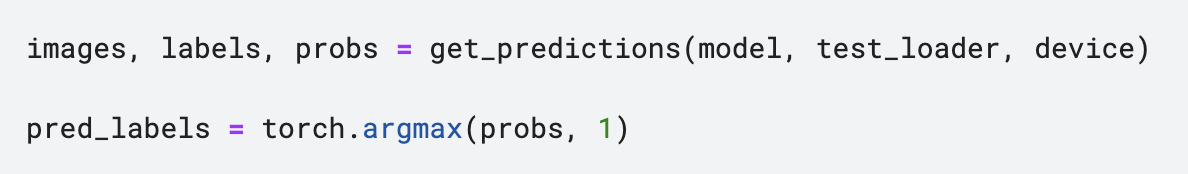 images, labels, probs = get_predictions(model, test_loader, device)
pred_labels = torch.argmax(probs, 1)